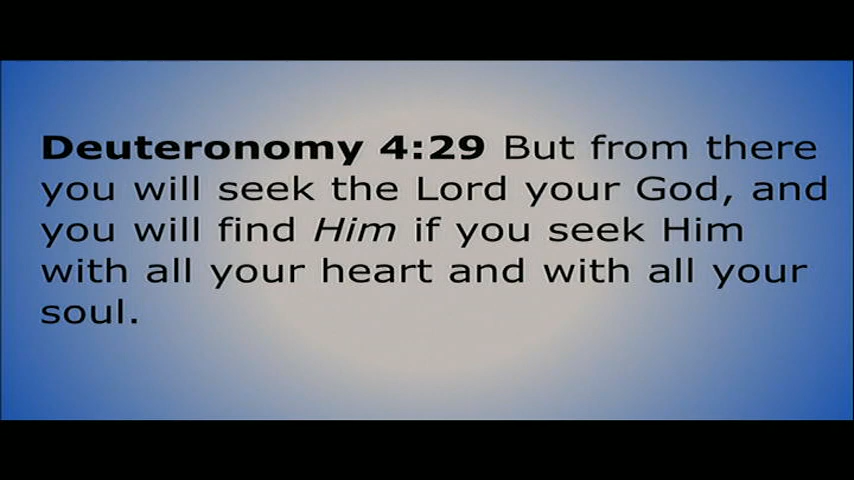 Deuteronomy 4:29 But from there
you will seek the Lord your God, and
you will find Him if you seek Him
with all your heart and with all your
soul.